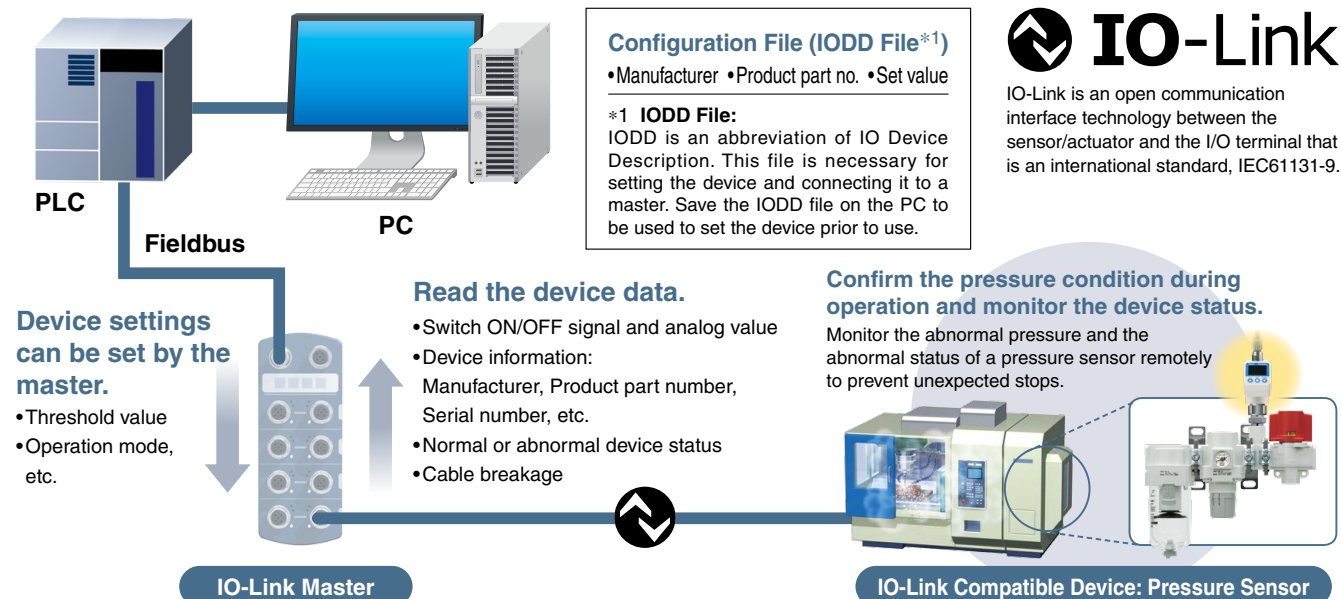 Configuration File (IODD File*1)
•Manufacturer •Product part no. •Set value
*1 IODD File:
IODD is an abbreviation of IO Device
Description. This file is necessary for
setting the device and connecting it to a
master. Save the IODD file on the PC to
be used to set the device prior to use.
IO-Link
IO-Link is an open communication
interface technology between the
sensor/actuator and the I/O terminal that
is an international standard, IEC61131-9.
PLC
PC
Fieldbus
Device settings
can be set by the
master.
•Threshold value
•Operation mode,
etc.
Read the device data.
•Switch ON/OFF signal and analog value
•Device information:
Manufacturer, Product part number,
Serial number, etc.
•Normal or abnormal device status
•Cable breakage
Confirm the pressure condition during
operation and monitor the device status.
Monitor the abnormal pressure and the
abnormal status of a pressure sensor remotely
to prevent unexpected stops.
IO-Link Master
IO-Link Compatible Device: Pressure Sensor